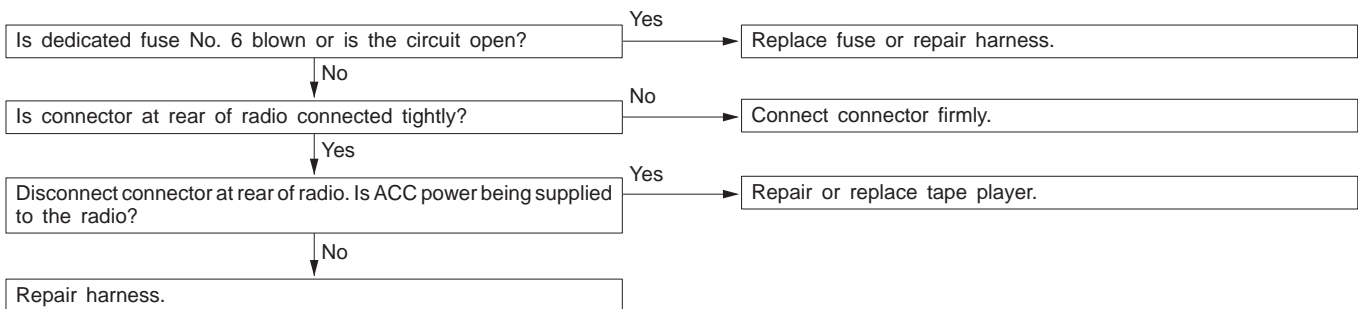 Yes
Is dedicated fuse No. 6 blown or is the circuit open?
Replace fuse or repair harness.
No
No
Is connector at rear of radio connected tightly?
Connect connector firmly.
Yes
Yes
Disconnect connector at rear of radio. Is ACC power being supplied
to the radio?
Repair or replace tape player.
No
Repair harness.